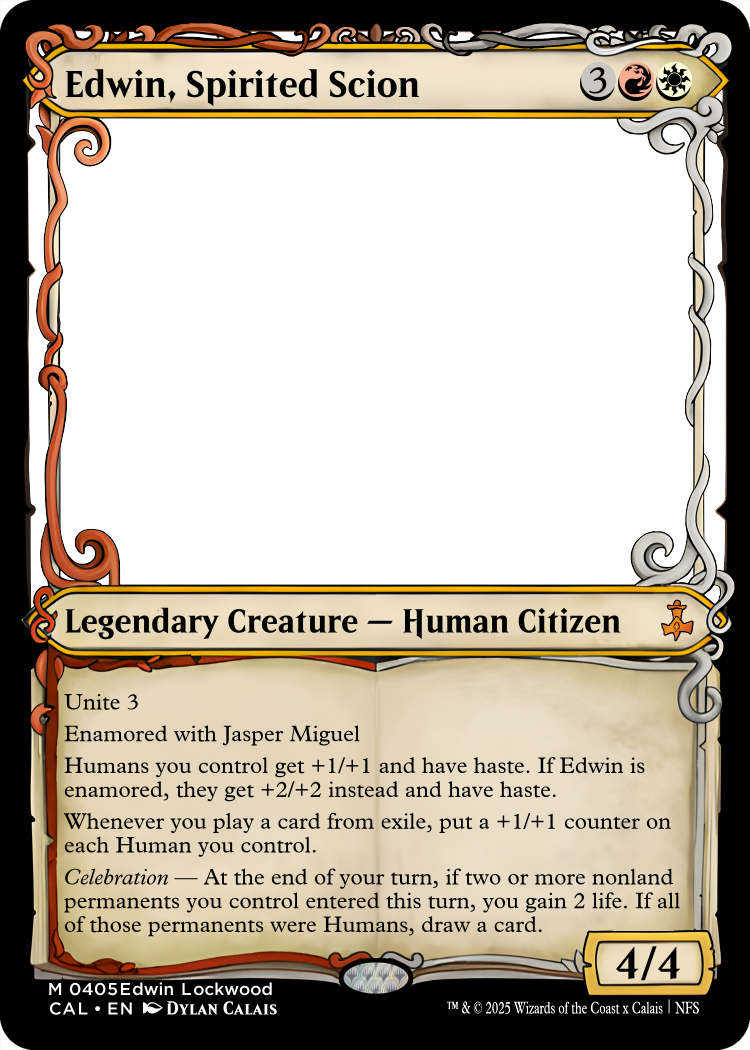 Edwin, Spirited Scion 3
Legendary Creature — Human Citizen
Unite 3
Enamored with Jasper Miguel
Humans you control get +1/+1 and have haste. If Edwin is
enamored, they get +2/+2 instead and have haste.
Whenever you play a card from exile, put a +1/+1 counter on
each Human you control.
Celebration — At the end of your turn, if two or more nonland
permanents you control entered this turn, you gain 2 life. If all
of those permanents were Humans, draw a card.
4/4
M 0405Edwin Lockwood
CAL • EN Dylan Calais
™ & © 2025 Wizards of the Coast x Calais | NFS